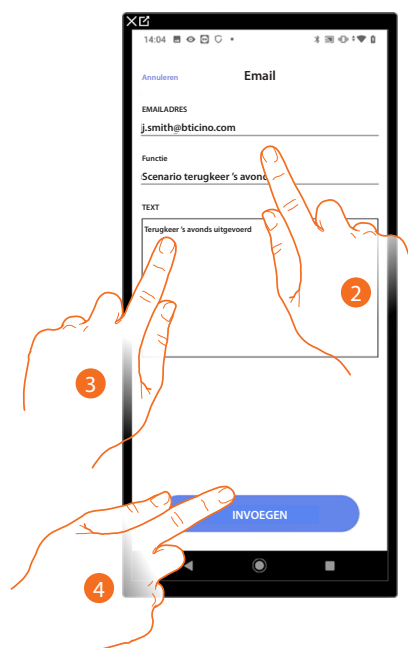 14:04
Annuleren
Email
EMAILADRES
j.smith@bticino.com
Functie
Scenario terugkeer 's avond
TEXT
Terugkeer 's avonds uitgevoerd
2
3
INVOEGEN
4